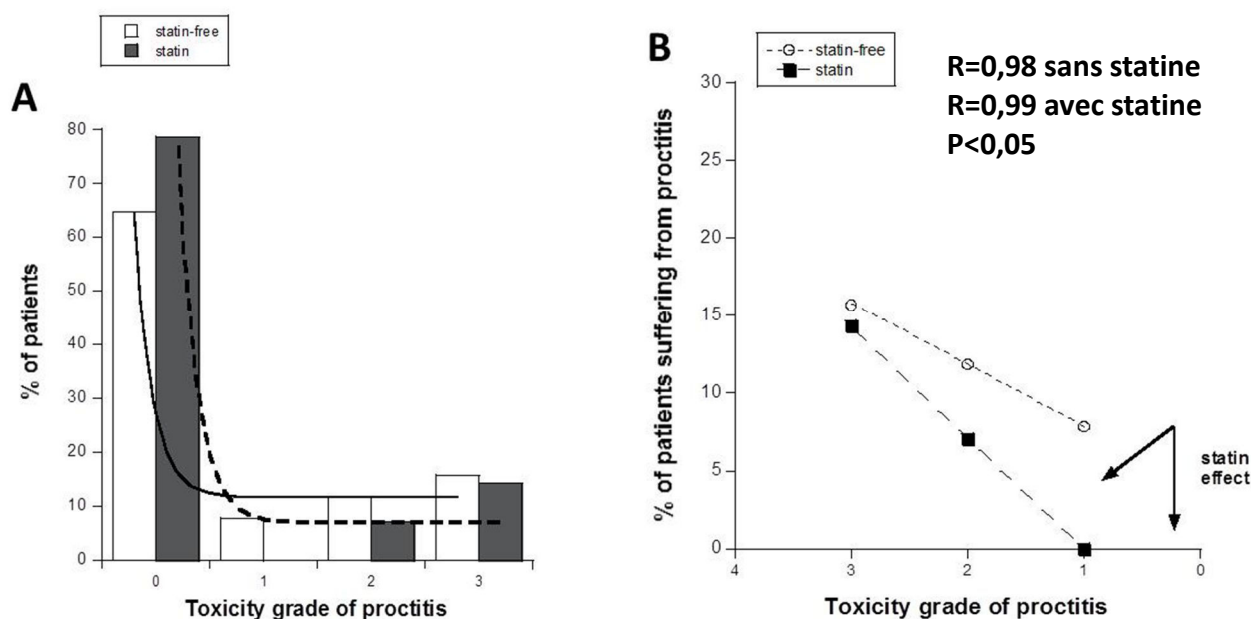 statin-free
statin
A
80
70
60
50
40
30
20
10
0
% of patients
0 1 2 3
Toxicity grade of proctitis
B
statin-free
statin
R=0,98 sans statine
R=0,99 avec statine
P<0,05
30
25
20
15
10
5
0
% of patients suffering from proctitis
statin
effect
4 3 2 1 0
Toxicity grade of proctitis